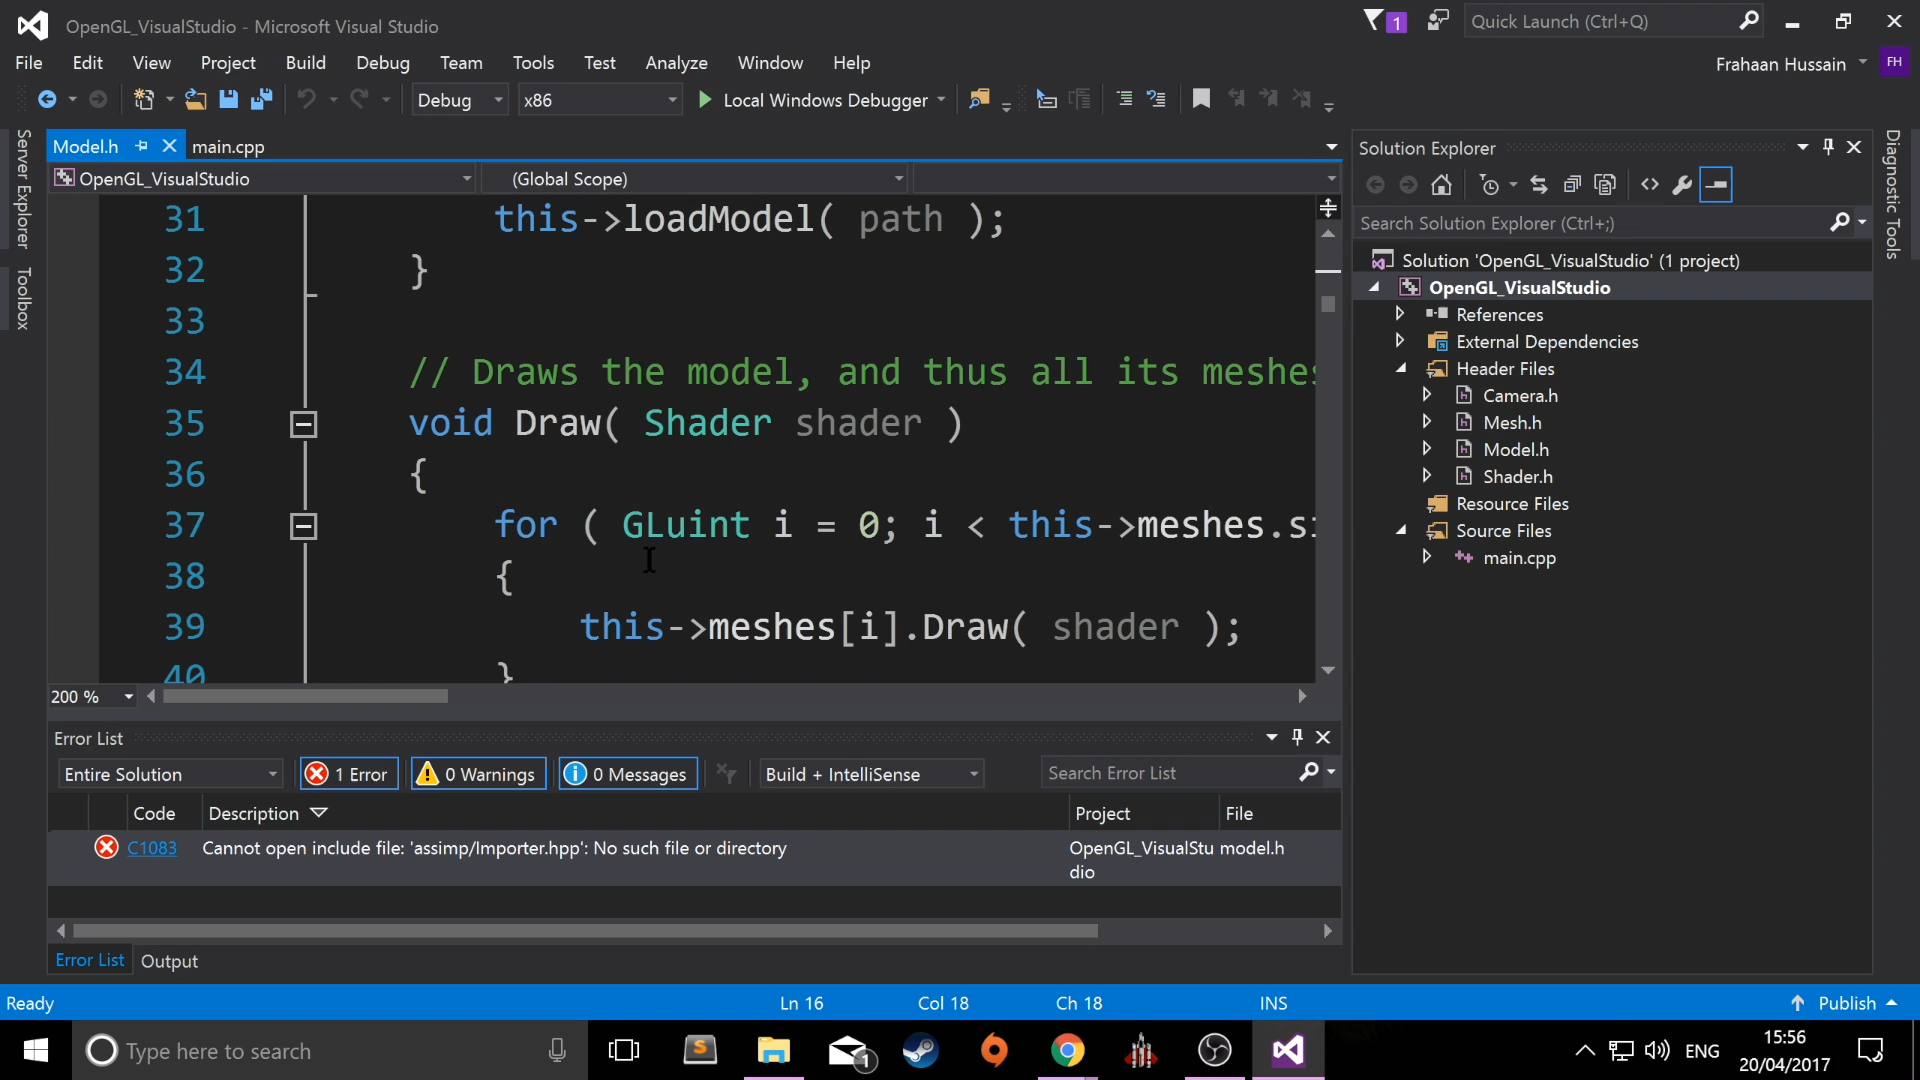 OpenGL_VisualStudio - Microsoft Visual Studio
1
Quick Launch (Ctrl+Q)
File Edit View Project Build Debug Team Tools Test Analyze Window Help
Frahaan Hussain FH
Debug x86 Local Windows Debugger
Server Explorer
Toolbox
Model.h main.cpp
OpenGL_VisualStudio (Global Scope)
31 this->loadModel( path );
32 }
33
34 // Draws the model, and thus all its meshes
35 void Draw( Shader shader )
36 {
37 for ( GLuint i = 0; i < this->meshes.si
38 {
39 this->meshes[i].Draw( shader );
40 }
200 %
Error List
Entire Solution 1 Error 0 Warnings 0 Messages Build + IntelliSense Search Error List
Code Description Project File
C1083 Cannot open include file: 'assimp/Importer.hpp': No such file or directory OpenGL_VisualStu model.h
dio
Error List Output
Solution Explorer
Search Solution Explorer (Ctrl+;)
Solution 'OpenGL_VisualStudio' (1 project)
OpenGL_VisualStudio
References
External Dependencies
Header Files
Camera.h
Mesh.h
Model.h
Shader.h
Resource Files
Source Files
main.cpp
Diagnostic Tools
Ready Ln 16 Col 18 Ch 18 INS Publish
Type here to search
1
ENG
15:56
20/04/2017